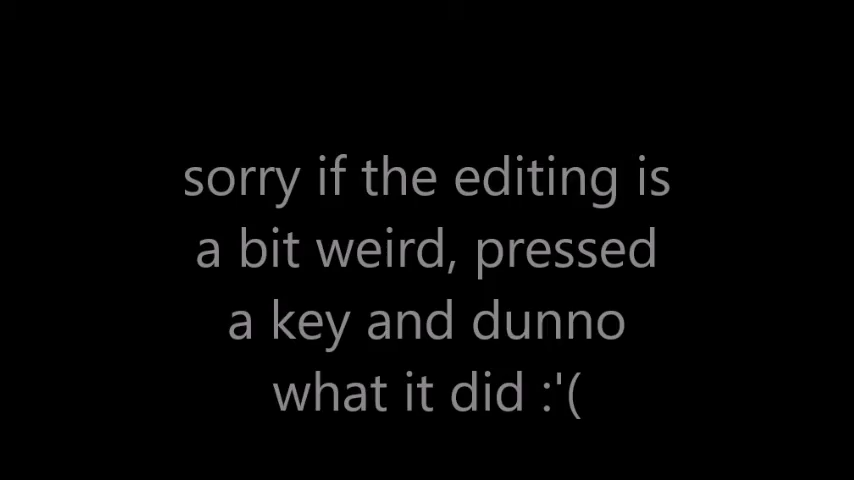 sorry if the editing is
a bit weird, pressed
a key and dunno
what it did :'(